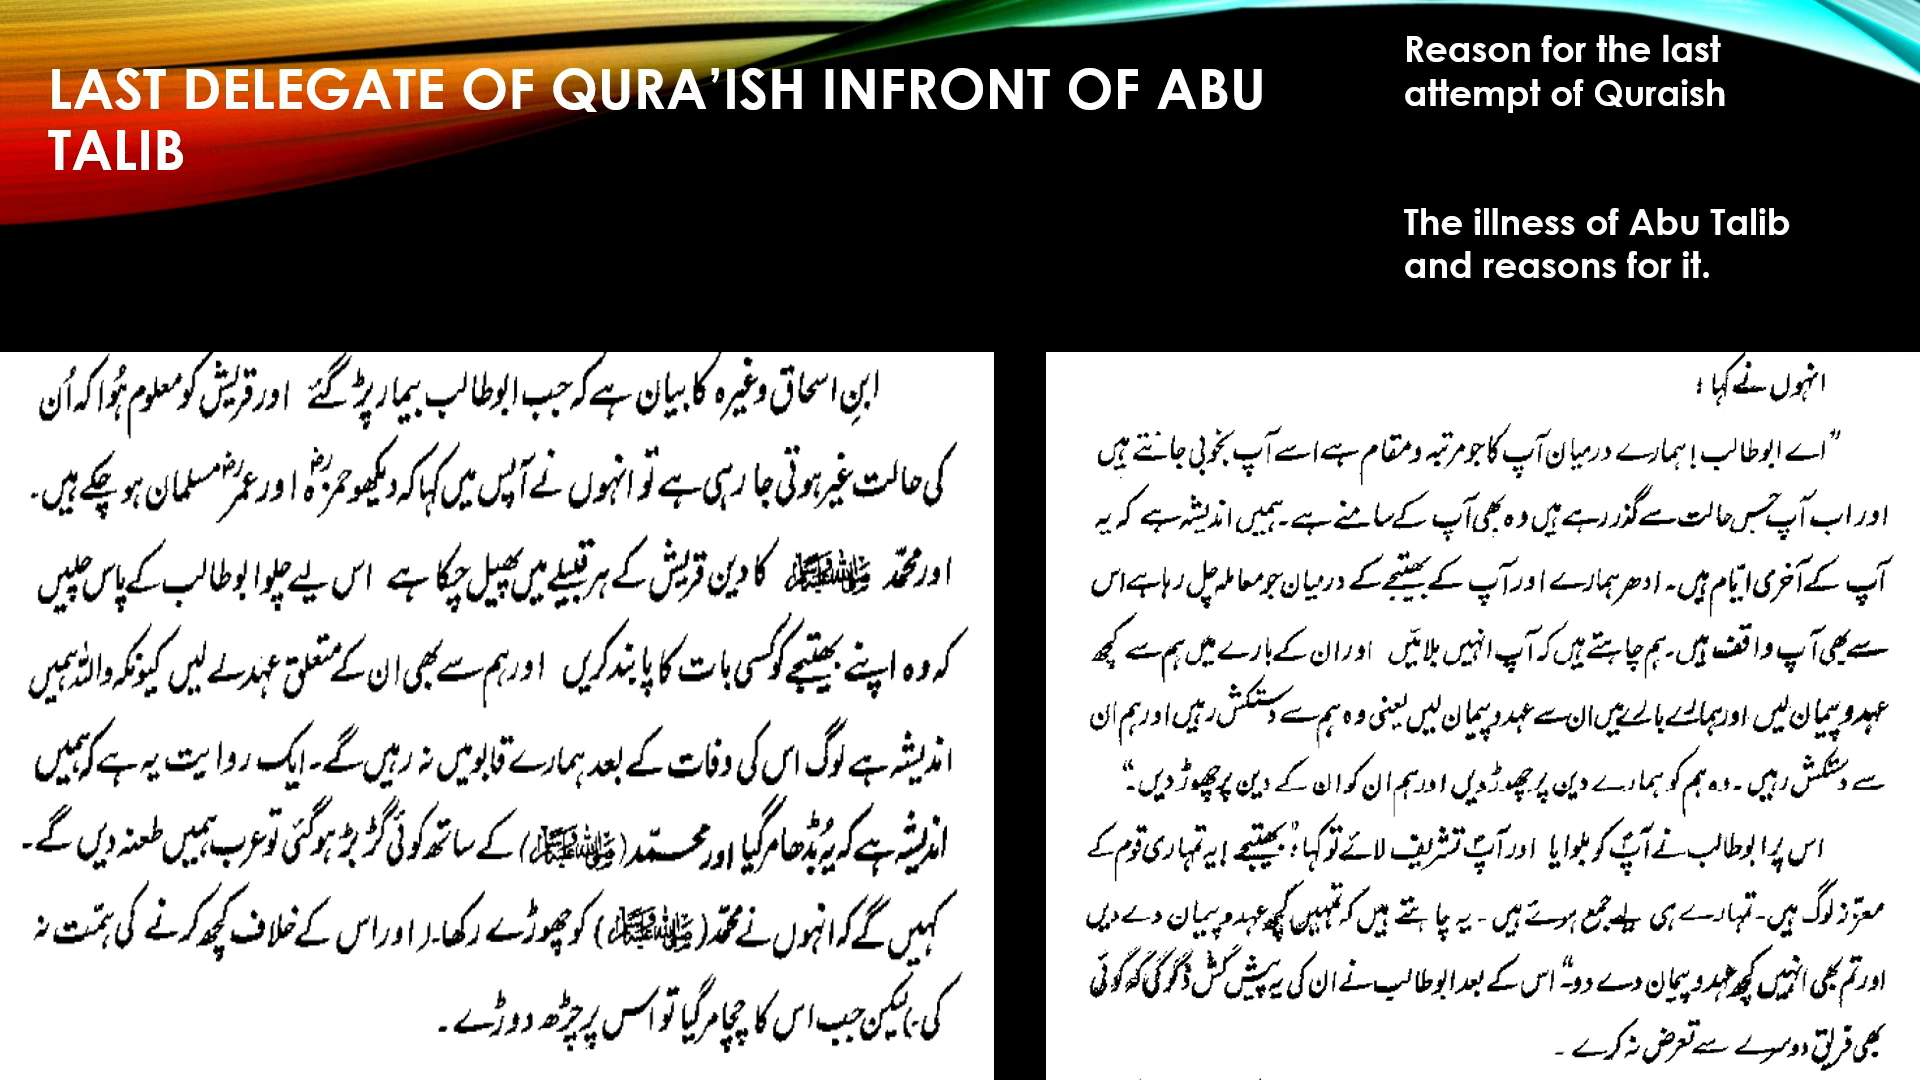 LAST DELEGATE OF QURA’ISH INFRONT OF ABU
TALIB
Reason for the last
attempt of Quraish
The illness of Abu Talib
and reasons for it.
ابنِ اسحاق وغیرہ کا بیان ہے کہ جب ابوطالب بیمار پڑ گئے اور قریش کو معلوم ہُوا کہ اُن
کی حالت غیر ہوتی جا رہی ہے تو انہوں نے آپس میں کہا کہ دیکھو حمزہؓ اور عمرؓ مسلمان ہو چکے ہیں۔
اور محمّد ﷺ کا دین قریش کے ہر قبیلے میں پھیل چکا ہے اس لیے چلو ابوطالب کے پاس چلیں
کہ وہ اپنے بھتیجے کو کسی بات کا پابند کریں اور ہم سے بھی ان کے متعلق عہد لے لیں کیونکہ واللہ ہمیں
اندیشہ ہے لوگ اس کی وفات کے بعد ہمارے قابو میں نہ رہیں گے۔ ایک روایت یہ ہے کہ ہمیں
اندیشہ ہے کہ یہ بُڈھا مر گیا اور محمّد (ﷺ) کے ساتھ کوئی گڑبڑ ہو گئی تو عرب ہمیں طعنہ دیں گے۔
کہیں گے کہ انہوں نے محمّد (ﷺ) کو چھوڑے رکھا۔ (اور اس کے خلاف کچھ کرنے کی ہمّت نہ
کی) لیکن جب اس کا چچا مر گیا تو اس پر چڑھ دوڑے۔
انہوں نے کہا :
”اے ابوطالب! ہمارے درمیان آپ کا جو مرتبہ ومقام ہے اسے آپ بخوبی جانتے ہیں
اور اب آپ جس حالت سے گذر رہے ہیں وہ بھی آپ کے سامنے ہے۔ ہمیں اندیشہ ہے کہ یہ
آپ کے آخری ایّام ہیں۔ ادھر ہمارے اور آپ کے بھتیجے کے درمیان جو معاملہ چل رہا ہے اس
سے بھی آپ واقف ہیں۔ ہم چاہتے ہیں کہ آپ انہیں بلائیں اور ان کے بارے میں ہم سے کچھ
عہد و پیمان لیں اور ہمارے بارے میں ان سے عہد و پیمان لیں یعنی وہ ہم سے دستکش رہیں اور ہم ان
سے دستکش رہیں۔ وہ ہم کو ہمارے دین پر چھوڑ دیں اور ہم ان کو ان کے دین پر چھوڑ دیں۔“
اس پر ابوطالب نے آپؐ کو بلوایا اور آپؐ تشریف لائے تو کہا: ”بھتیجے! یہ تمہاری قوم کے
معزّز لوگ ہیں۔ تمہارے ہی لیے جمع ہوئے ہیں۔ یہ چاہتے ہیں کہ تمہیں کچھ عہد و پیمان دے دیں
اور تم بھی انہیں کچھ عہد و پیمان دے دو۔“ اس کے بعد ابوطالب نے ان کی یہ پیش کش ذکر کی کہ کوئی
بھی فریق دوسرے سے تعرض نہ کرے۔